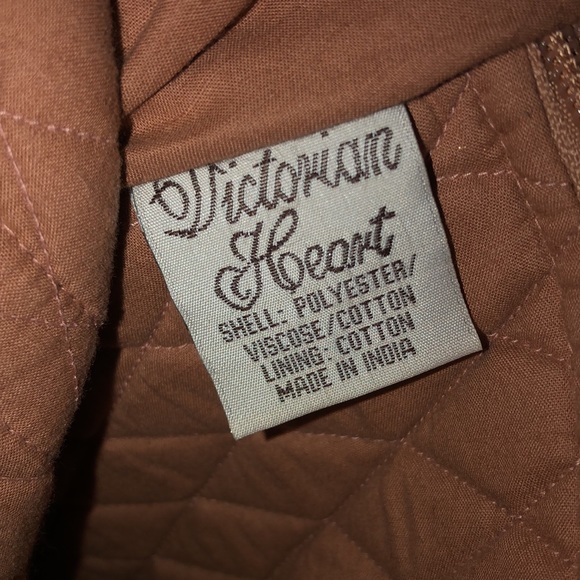 Victorian
Heart
SHELL- POLYESTER/
VISCOSE/COTTON
LINING- COTTON
MADE IN INDIA